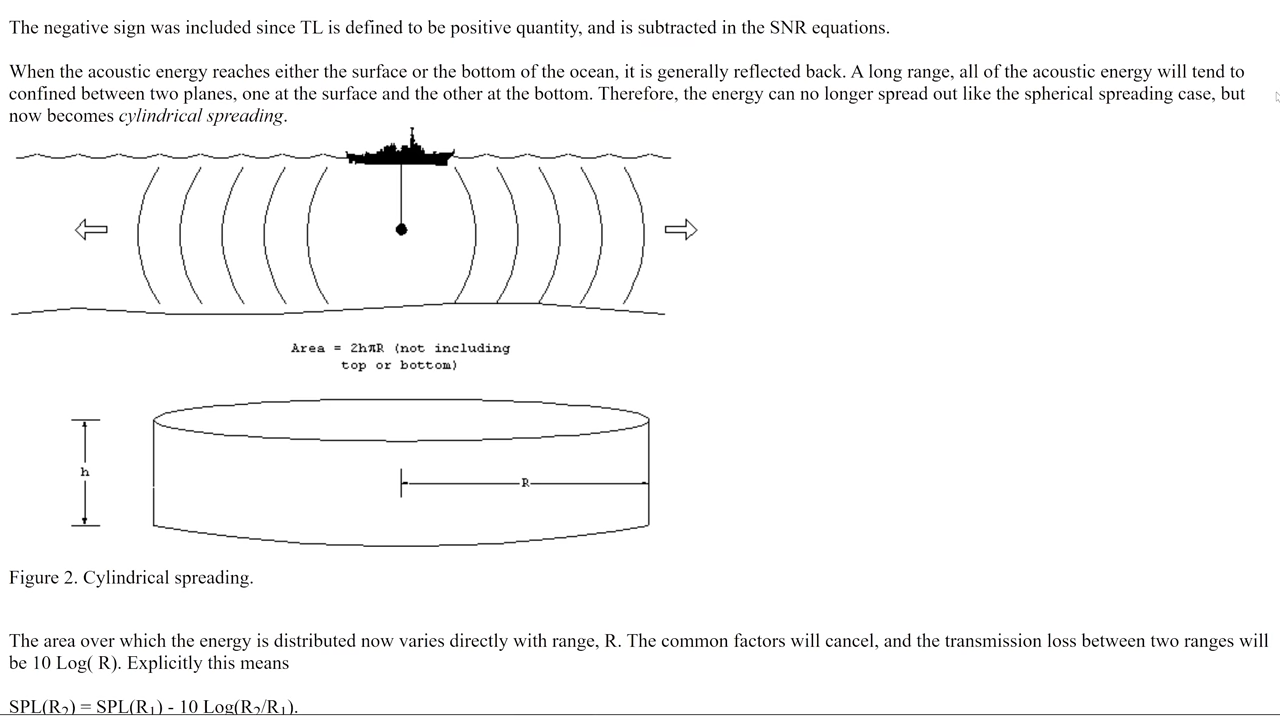 The negative sign was included since TL is defined to be positive quantity, and is subtracted in the SNR equations.
When the acoustic energy reaches either the surface or the bottom of the ocean, it is generally reflected back. A long range, all of the acoustic energy will tend to
confined between two planes, one at the surface and the other at the bottom. Therefore, the energy can no longer spread out like the spherical spreading case, but
now becomes cylindrical spreading.
Area = 2hπR (not including
top or bottom)
h
R
Figure 2. Cylindrical spreading.
The area over which the energy is distributed now varies directly with range, R. The common factors will cancel, and the transmission loss between two ranges will
be 10 Log( R). Explicitly this means
SPL(R₂) = SPL(R₁) - 10 Log(R₂/R₁).